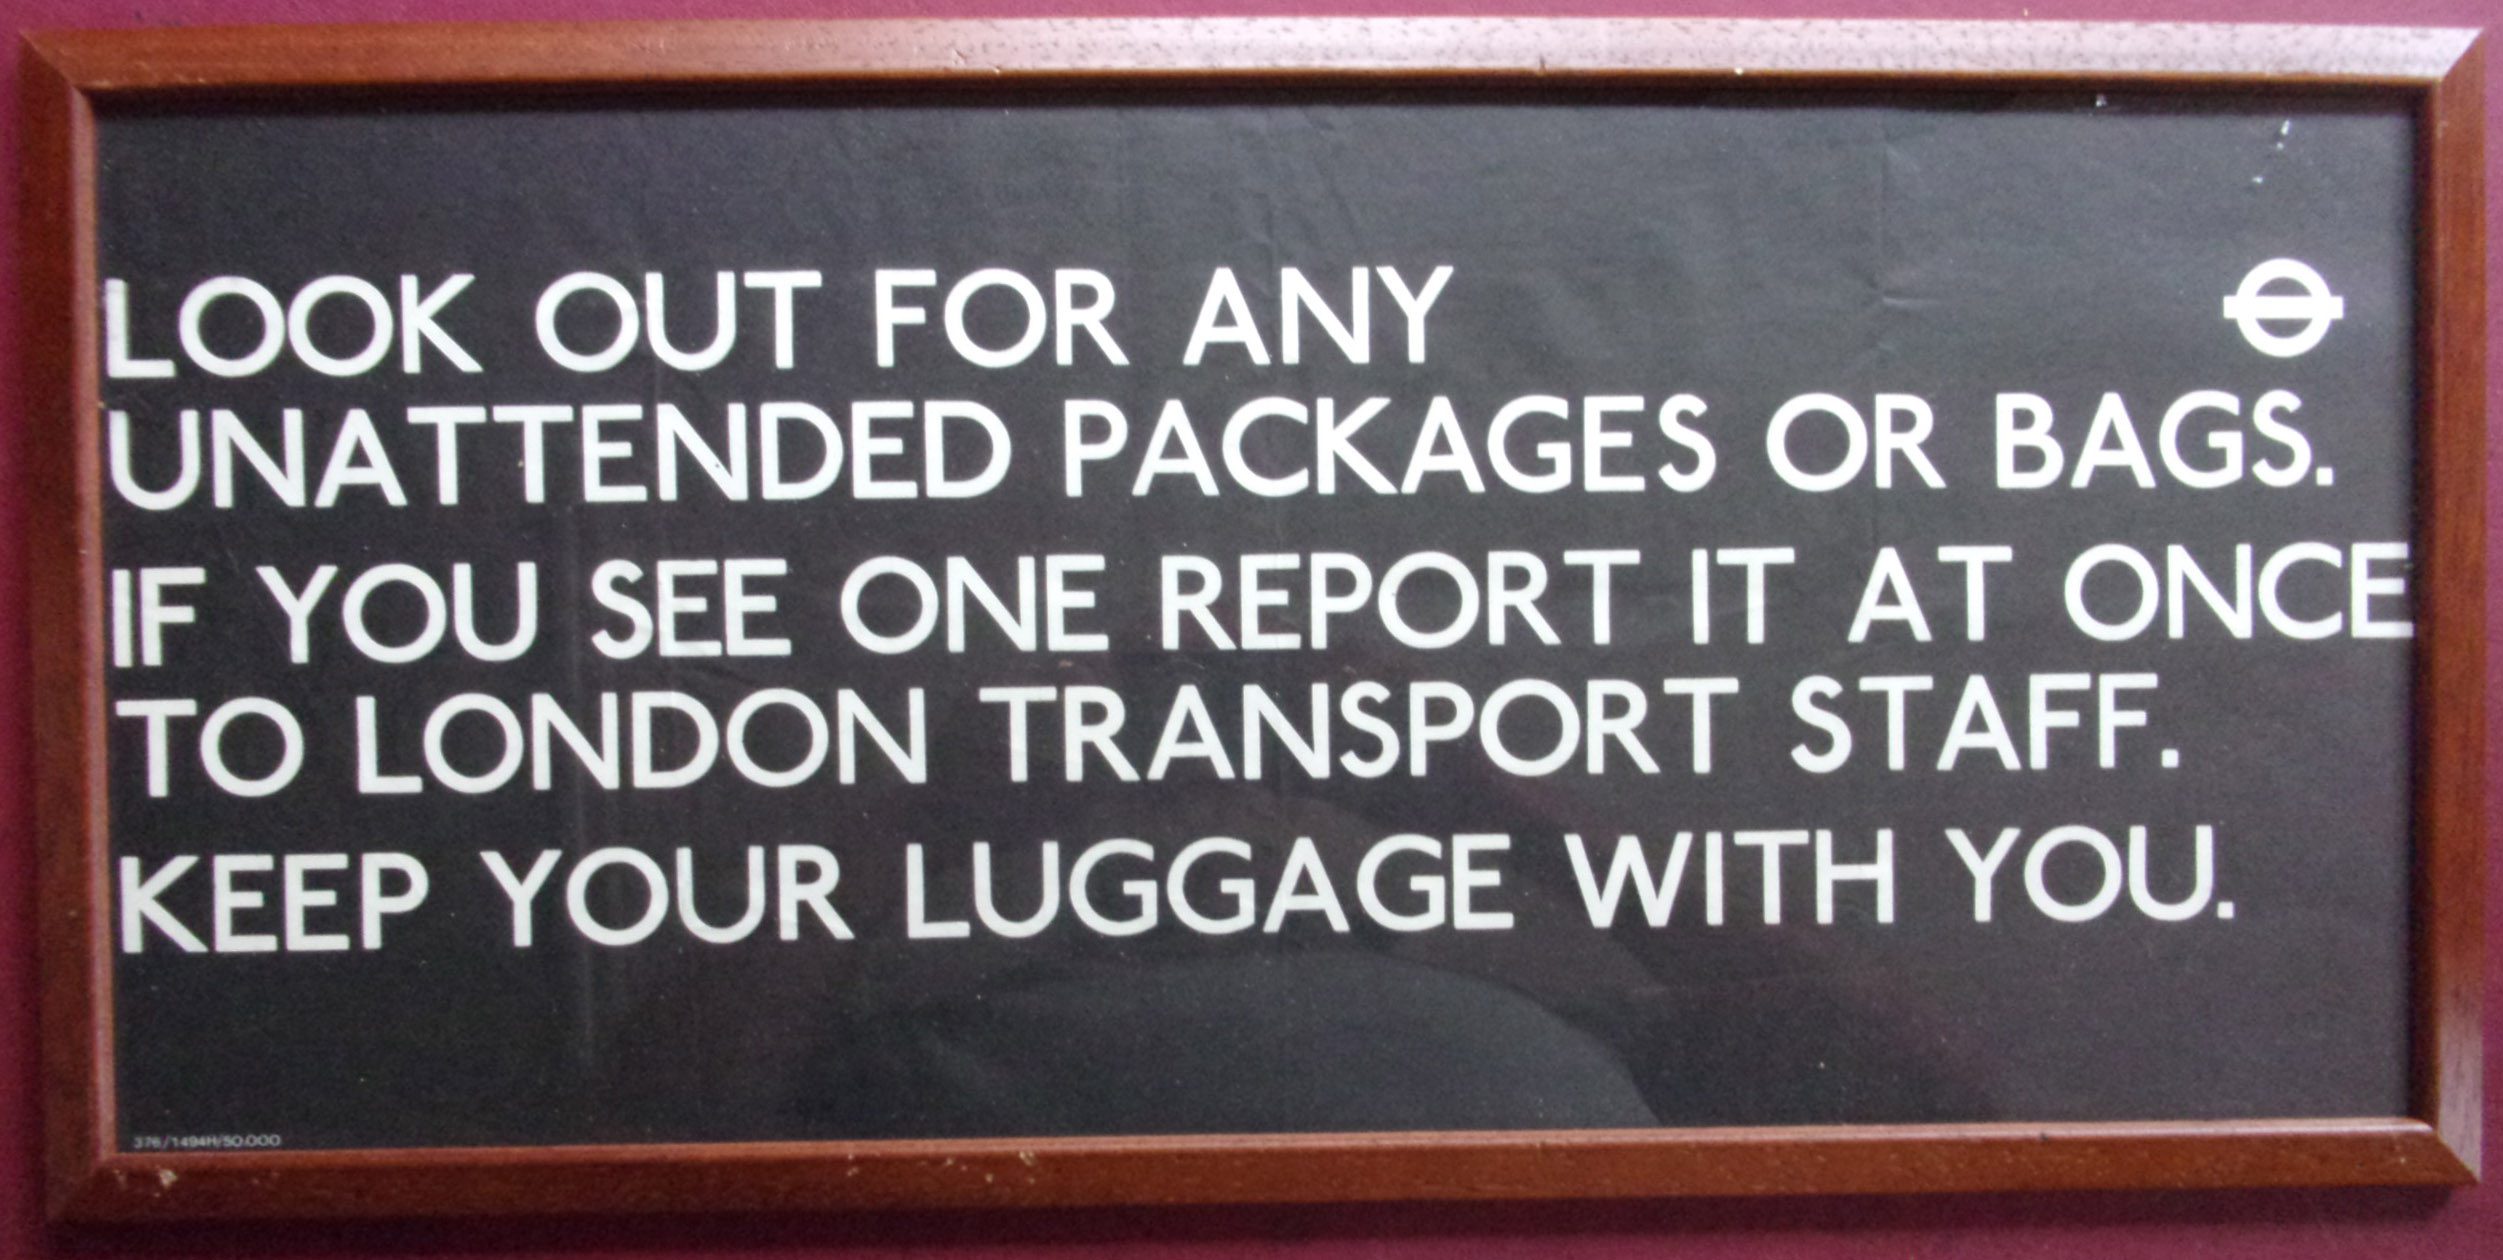 LOOK OUT FOR ANY
UNATTENDED PACKAGES OR BAGS.
IF YOU SEE ONE REPORT IT AT ONCE
TO LONDON TRANSPORT STAFF.
KEEP YOUR LUGGAGE WITH YOU.
376/1494H/50,000